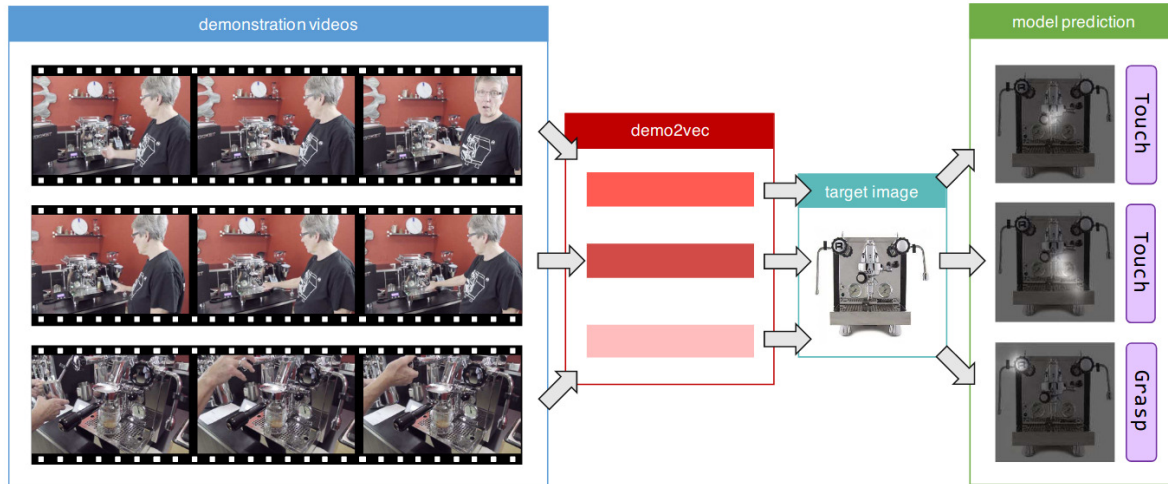 demonstration videos
demo2vec
target image
model prediction
Touch
Touch
Grasp